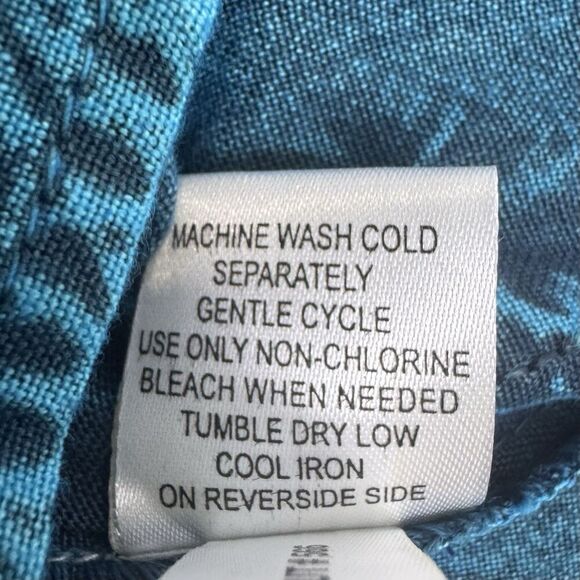 MACHINE WASH COLD
SEPARATELY
GENTLE CYCLE
USE ONLY NON-CHLORINE
BLEACH WHEN NEEDED
TUMBLE DRY LOW
COOL IRON
ON REVERSIDE SIDE